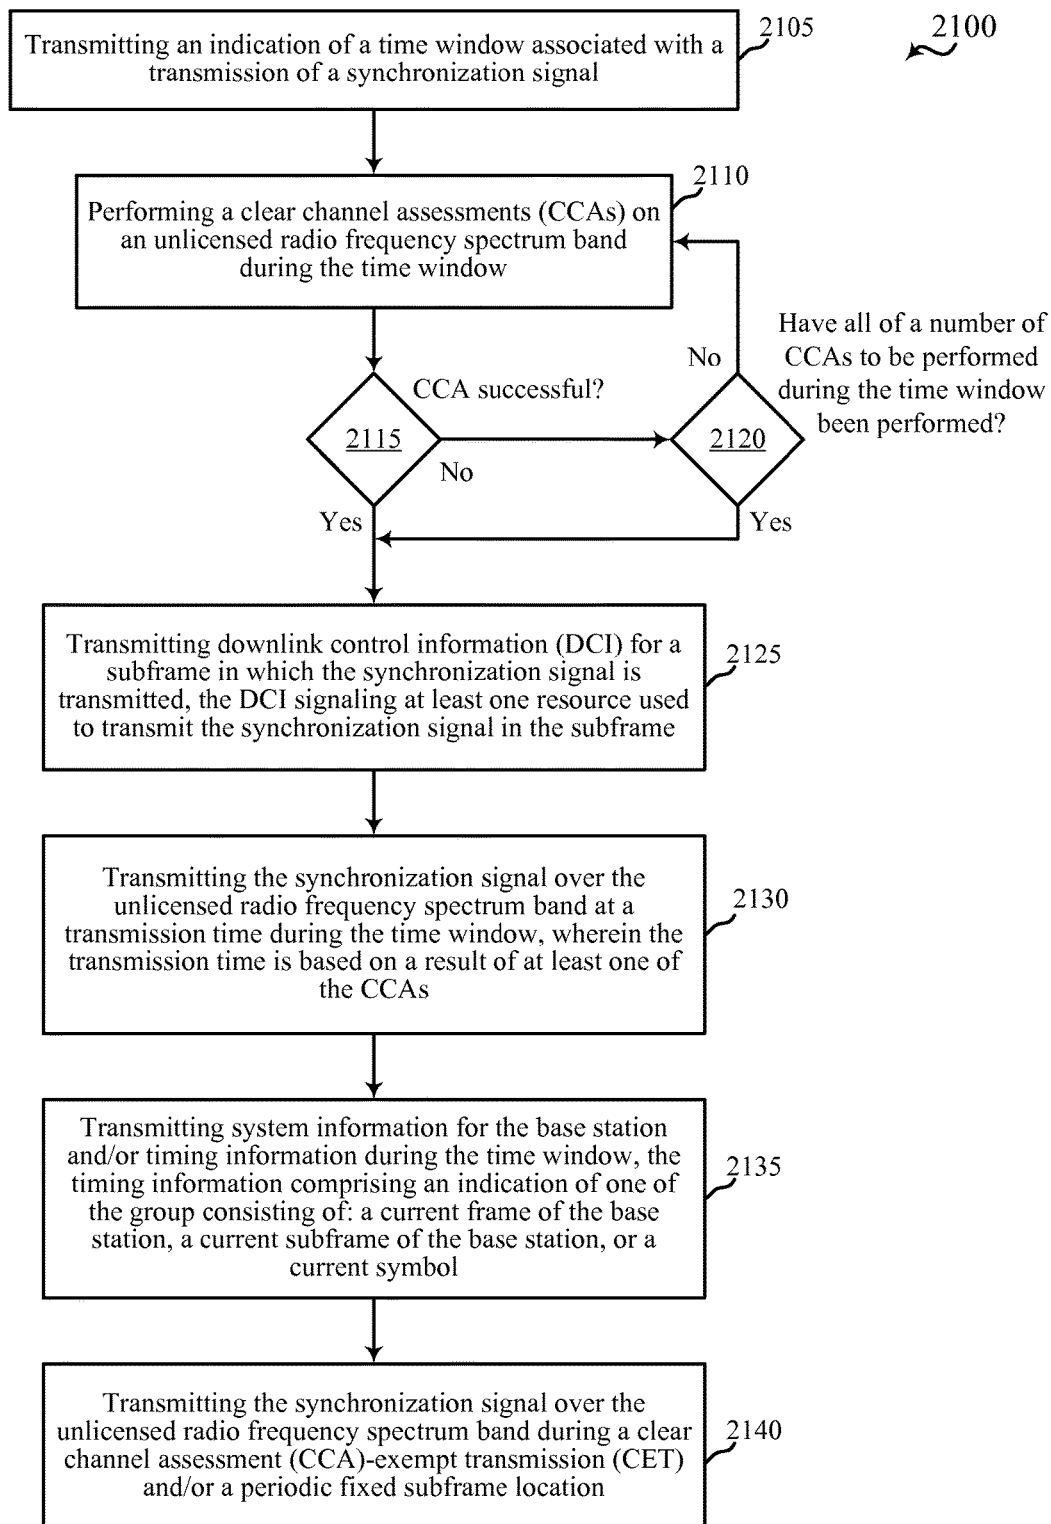 2100
Transmitting an indication of a time window associated with a
transmission of a synchronization signal
2105
Performing a clear channel assessments (CCAs) on
an unlicensed radio frequency spectrum band
during the time window
2110
CCA successful?
2115
No
Yes
Have all of a number of
CCAs to be performed
during the time window
been performed?
No
2120
Yes
Transmitting downlink control information (DCI) for a
subframe in which the synchronization signal is
transmitted, the DCI signaling at least one resource used
to transmit the synchronization signal in the subframe
2125
Transmitting the synchronization signal over the
unlicensed radio frequency spectrum band at a
transmission time during the time window, wherein the
transmission time is based on a result of at least one of
the CCAs
2130
Transmitting system information for the base station
and/or timing information during the time window, the
timing information comprising an indication of one of
the group consisting of: a current frame of the base
station, a current subframe of the base station, or a
current symbol
2135
Transmitting the synchronization signal over the
unlicensed radio frequency spectrum band during a clear
channel assessment (CCA)-exempt transmission (CET)
and/or a periodic fixed subframe location
2140